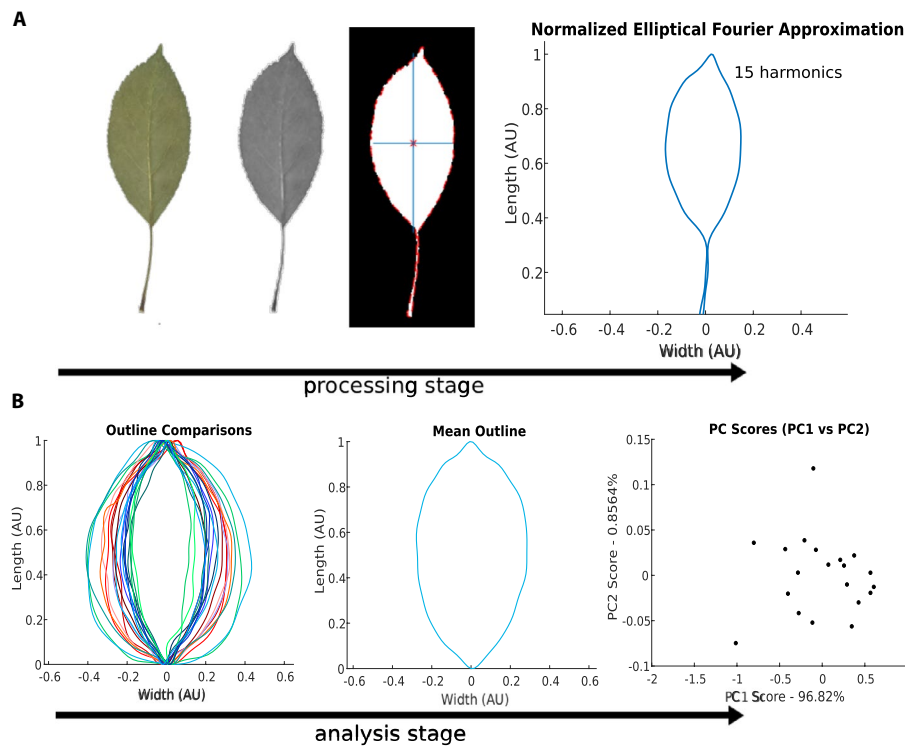 A
Normalized Elliptical Fourier Approximation
15 harmonics
Length (AU)
1
0.8
0.6
0.4
0.2
-0.6 -0.4 -0.2 0 0.2 0.4
Width (AU)
processing stage
B
Outline Comparisons
Length (AU)
1
0.8
0.6
0.4
0.2
0
-0.6 -0.4 -0.2 0 0.2 0.4 0.6
Width (AU)
Mean Outline
Length (AU)
1
0.8
0.6
0.4
0.2
0
-0.6 -0.4 -0.2 0 0.2 0.4 0.6
Width (AU)
PC Scores (PC1 vs PC2)
PC2 Score - 0.8564%
0.15
0.1
0.05
0
-0.05
-0.1
-2 -1.5 -1 -0.5 0 0.5
PC1 Score - 96.82%
analysis stage